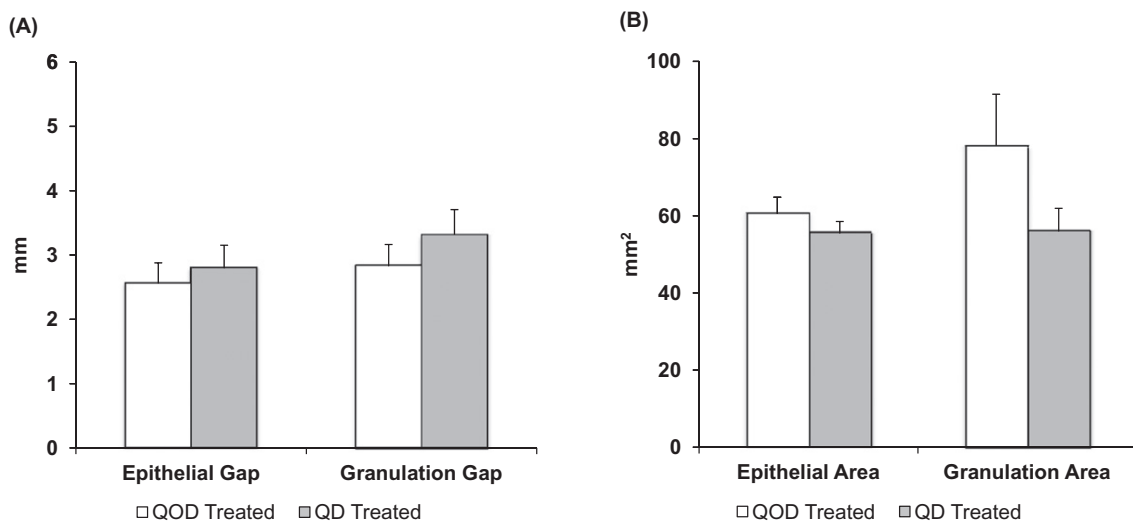 (A)
6
5
4
3
2
1
0
mm
Epithelial Gap
Granulation Gap
QOD Treated
QD Treated
(B)
100
80
60
40
20
0
mm²
Epithelial Area
Granulation Area
QOD Treated
QD Treated